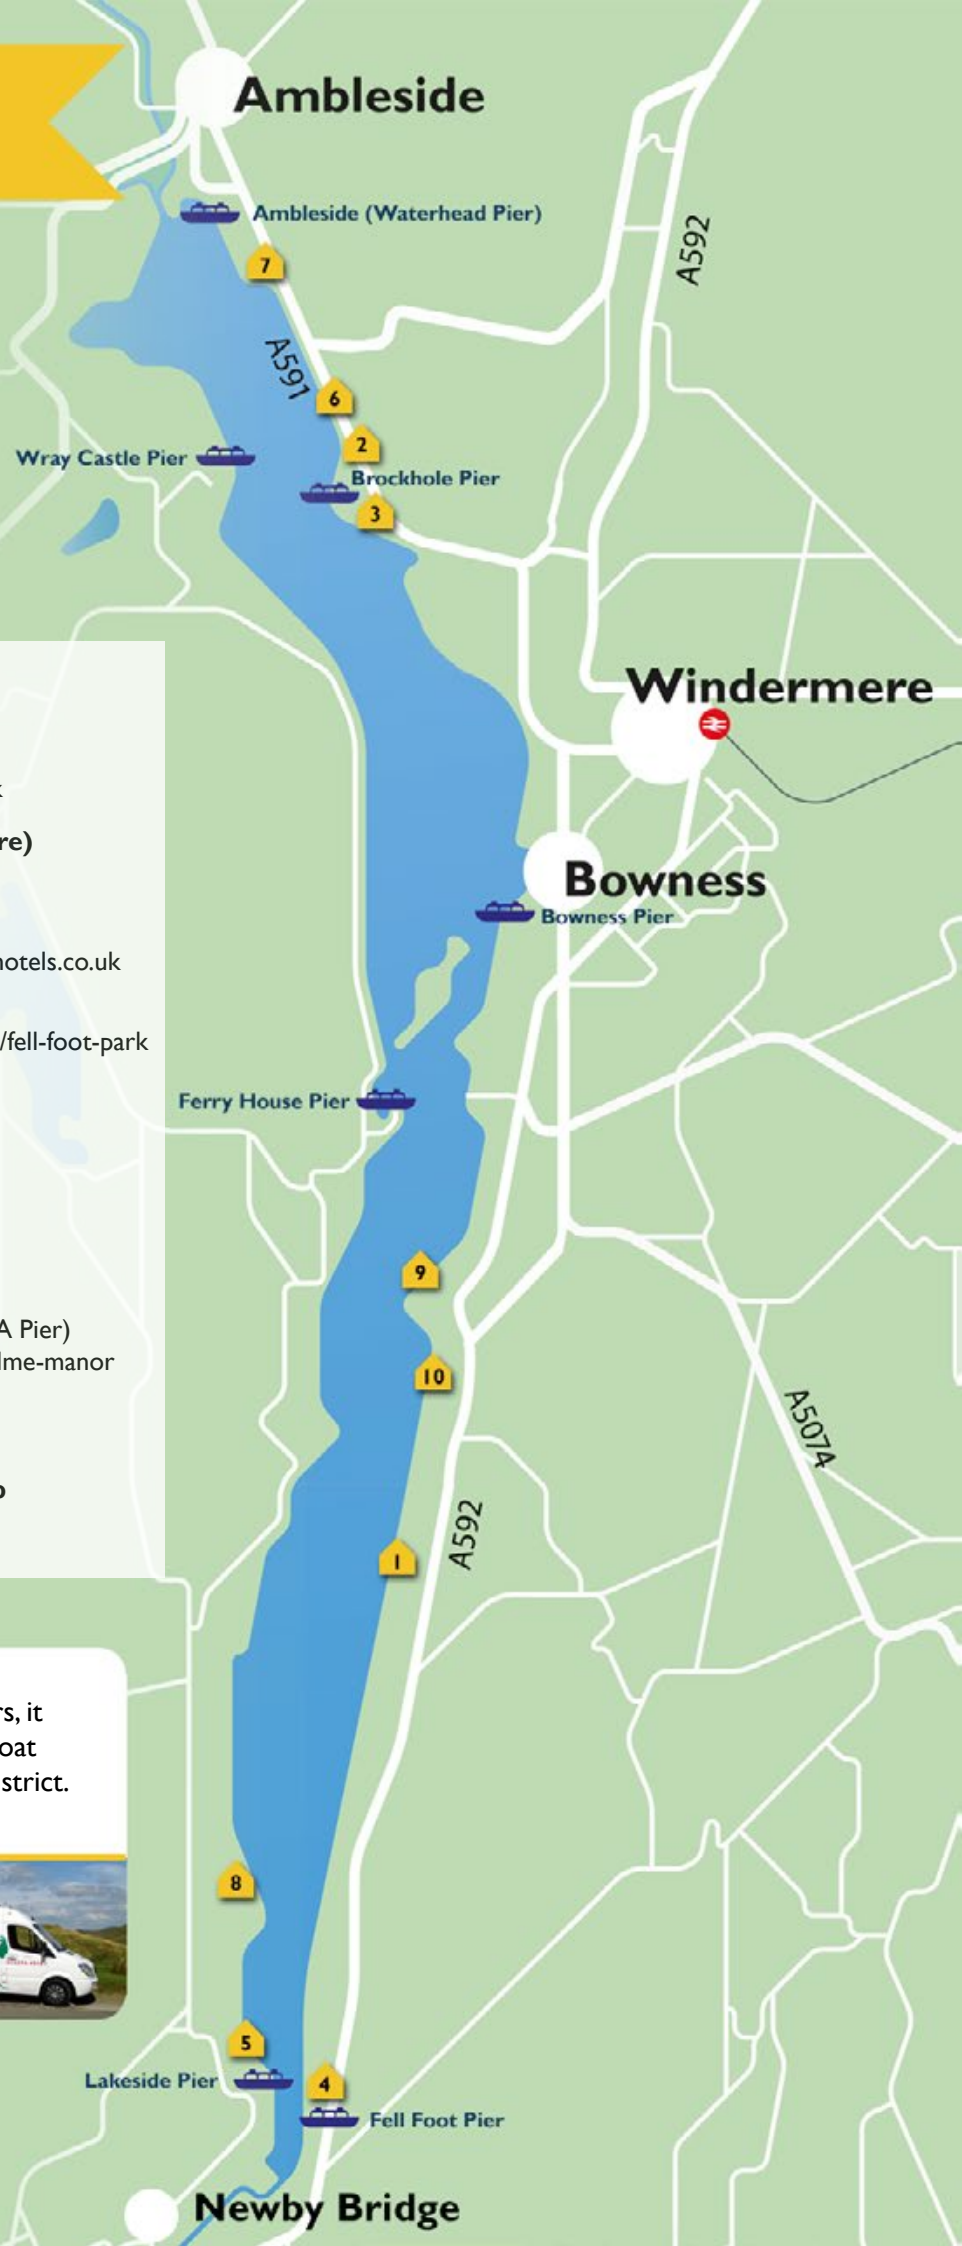 Ambleside
Ambleside (Waterhead Pier)
A592
7
A591
6
2
Wray Castle Pier
Brockhole Pier
3
Windermere
re)
Bowness
Bowness Pier
hotels.co.uk
/fell-foot-park
Ferry House Pier
9
A Pier)
lme-manor
10
A5074
A592
1
rs, it
oat
strict.
8
5
Lakeside Pier
4
Fell Foot Pier
Newby Bridge